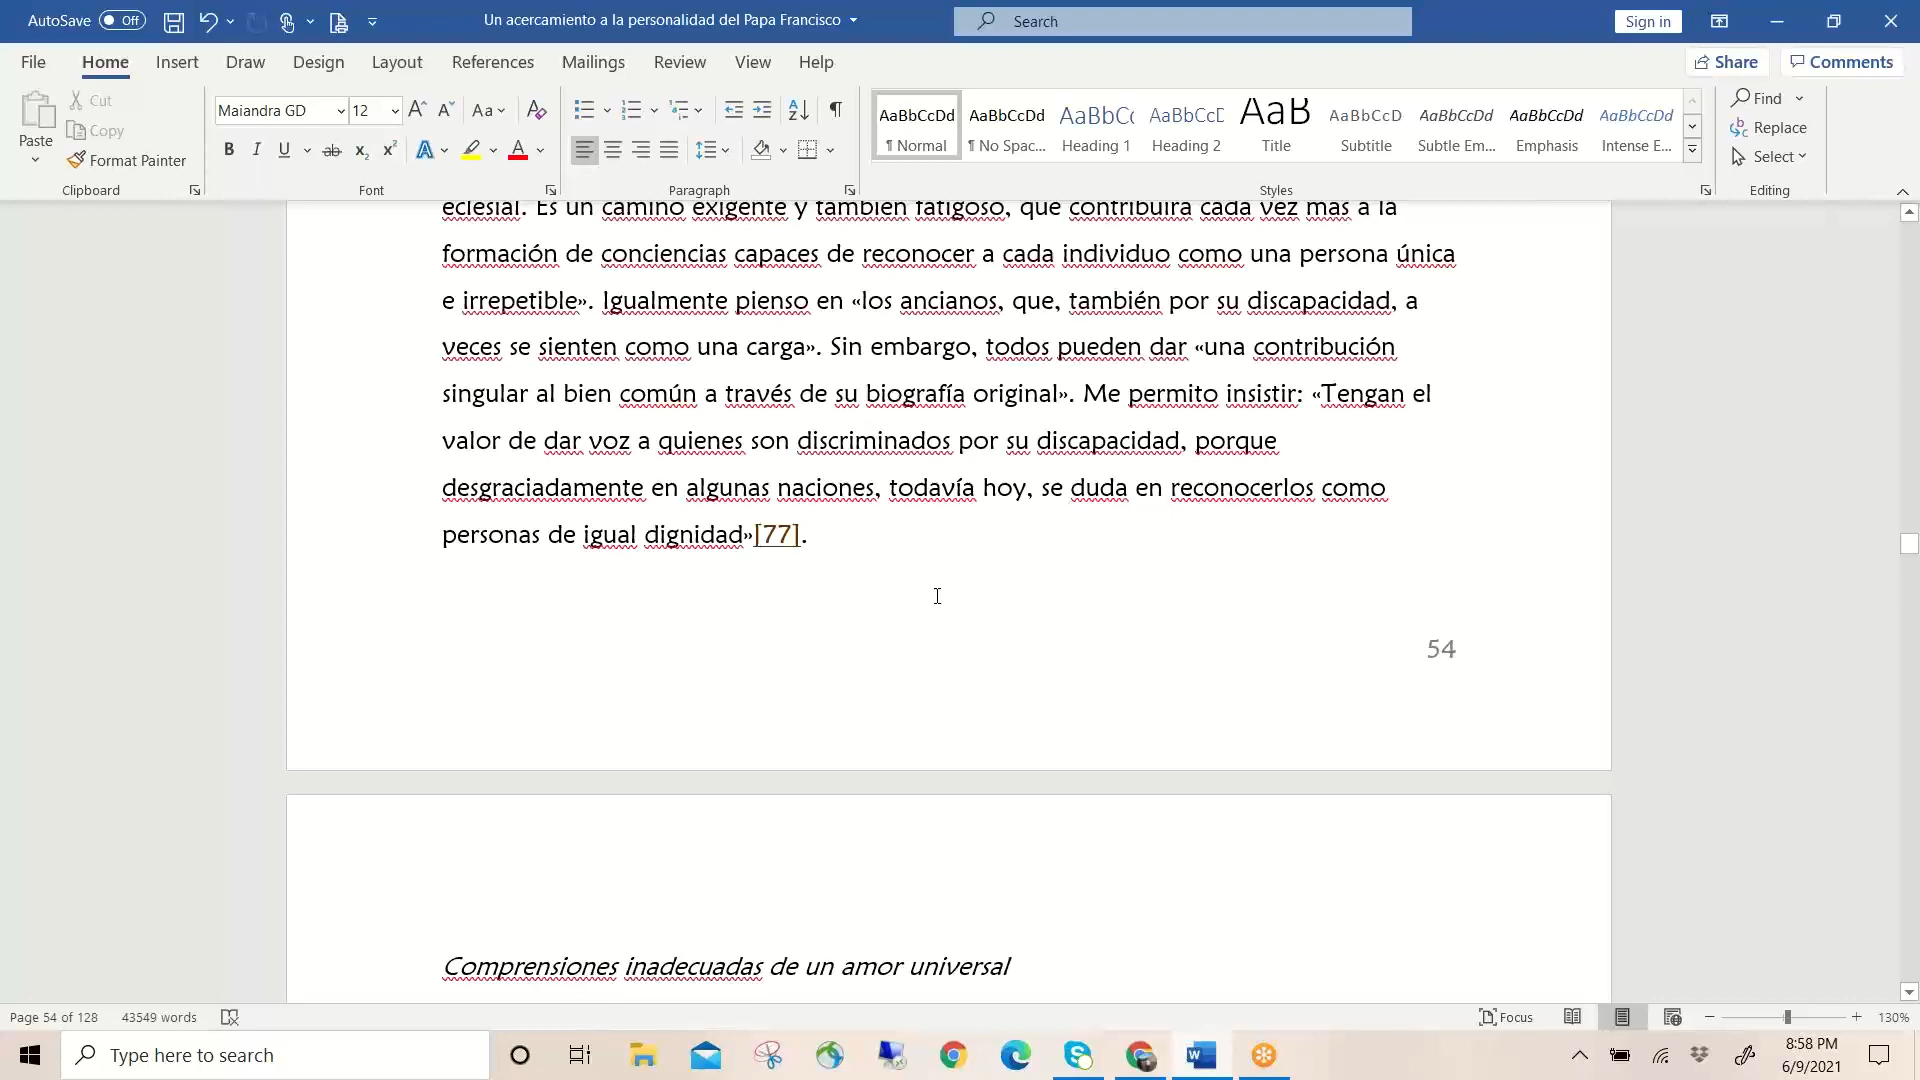 AutoSave Off Un acercamiento a la personalidad del Papa Francisco Search Sign in
File Home Insert Draw Design Layout References Mailings Review View Help Share Comments
Paste Cut Copy Format Painter Clipboard
Maiandra GD 12 Aa Font
Paragraph
AaBbCcDd AaBbCcDd AaBbCc AaBbCcD AaB AaBbCcD AaBbCcDd AaBbCcDd AaBbCcDd
¶ Normal ¶ No Spac... Heading 1 Heading 2 Title Subtitle Subtle Em... Emphasis Intense E...
Styles
Find Replace Select Editing
eclesial. Es un camino exigente y también fatigoso, que contribuirá cada vez más a la
formación de conciencias capaces de reconocer a cada individuo como una persona única
e irrepetible». Igualmente pienso en «los ancianos, que, también por su discapacidad, a
veces se sienten como una carga». Sin embargo, todos pueden dar «una contribución
singular al bien común a través de su biografía original». Me permito insistir: «Tengan el
valor de dar voz a quienes son discriminados por su discapacidad, porque
desgraciadamente en algunas naciones, todavía hoy, se duda en reconocerlos como
personas de igual dignidad»[77].
54
Comprensiones inadecuadas de un amor universal
Page 54 of 128 43549 words Focus 130%
Type here to search 8:58 PM
6/9/2021